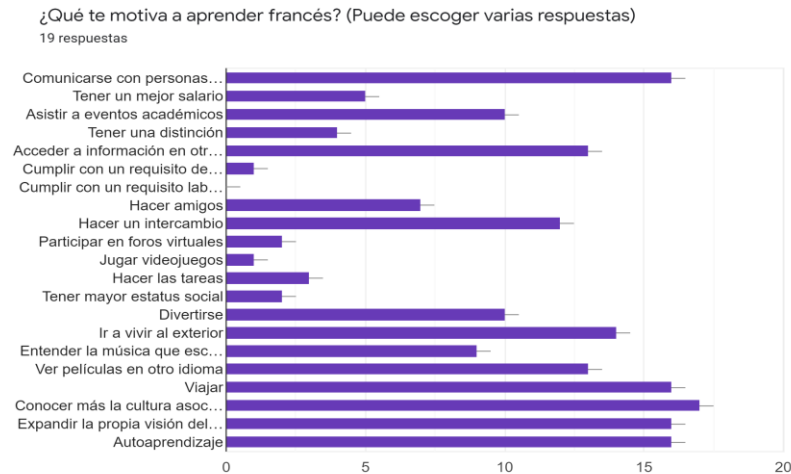 ¿Qué te motiva a aprender francés? (Puede escoger varias respuestas)
19 respuestas
Comunicarse con personas…
Tener un mejor salario
Asistir a eventos académicos
Tener una distinción
Acceder a información en otr…
Cumplir con un requisito de…
Cumplir con un requisito lab…
Hacer amigos
Hacer un intercambio
Participar en foros virtuales
Jugar videojuegos
Hacer las tareas
Tener mayor estatus social
Divertirse
Ir a vivir al exterior
Entender la música que esc…
Ver películas en otro idioma
Viajar
Conocer más la cultura asoc…
Expandir la propia visión del…
Autoaprendizaje
0 5 10 15 20